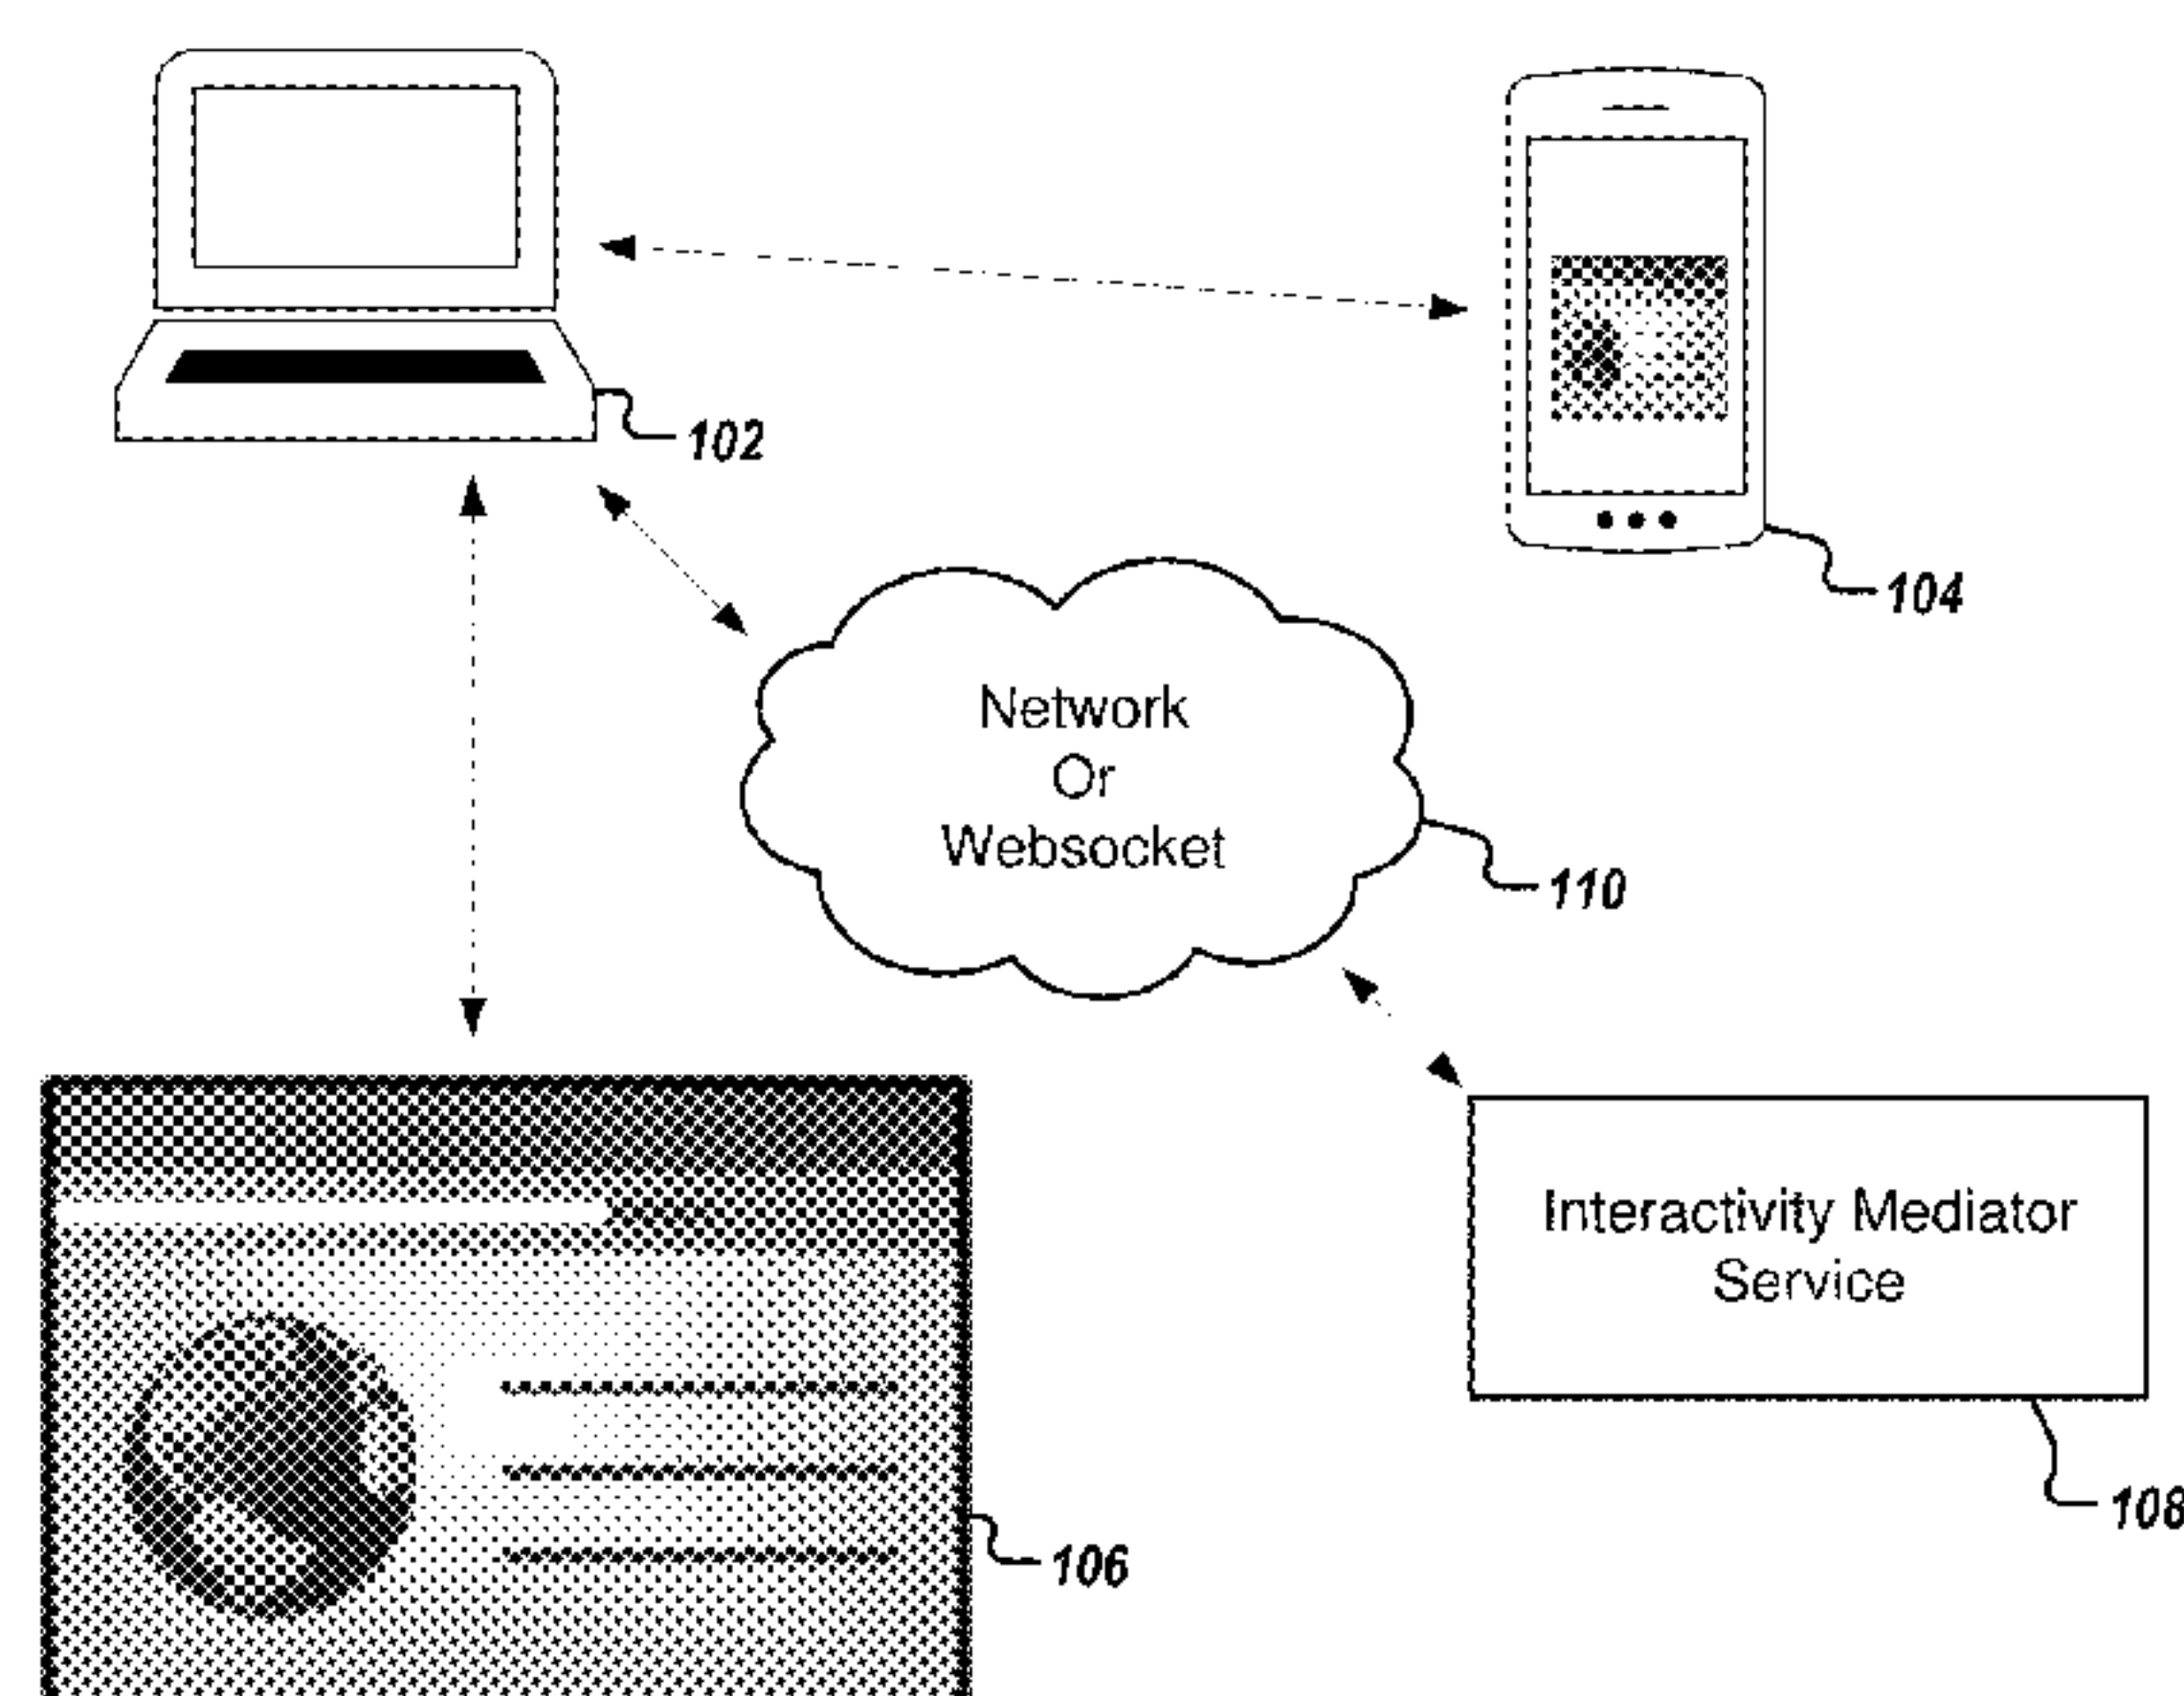 102
104
Network
Or
Websocket
110
Interactivity Mediator
Service
108
106